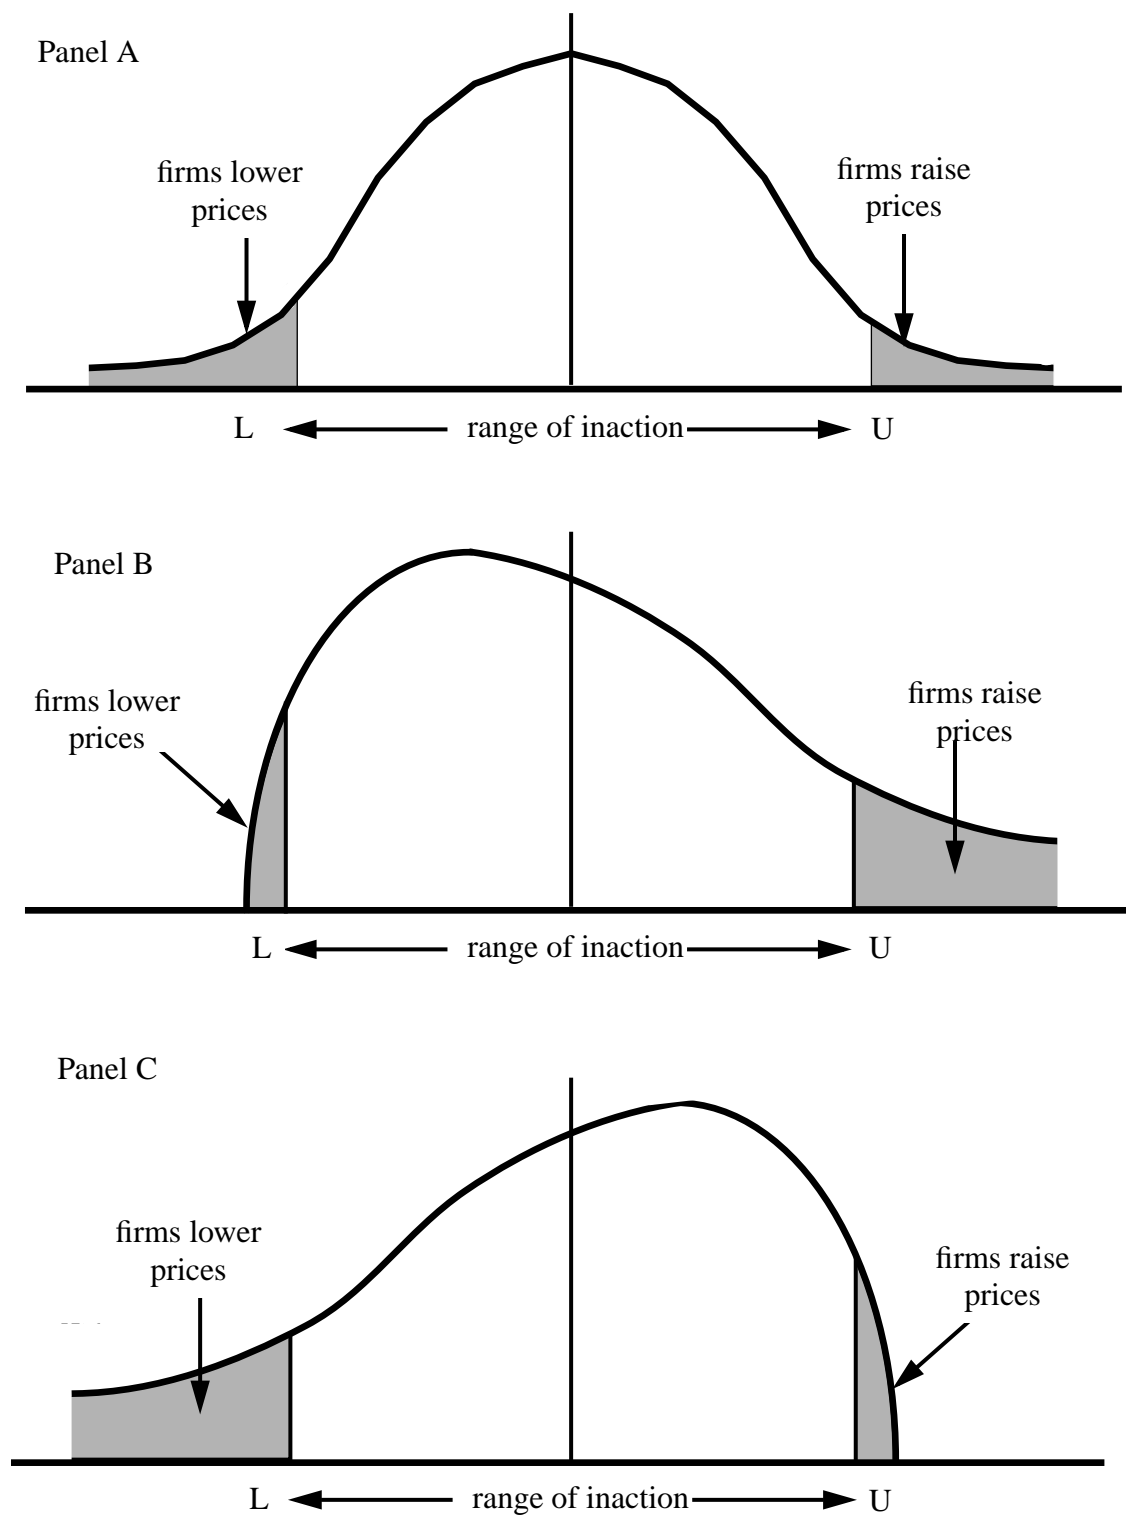 Panel A
firms lower
prices
firms raise
prices
L range of inaction U
Panel B
firms lower
prices
firms raise
prices
L range of inaction U
Panel C
firms lower
prices
firms raise
prices
L range of inaction U